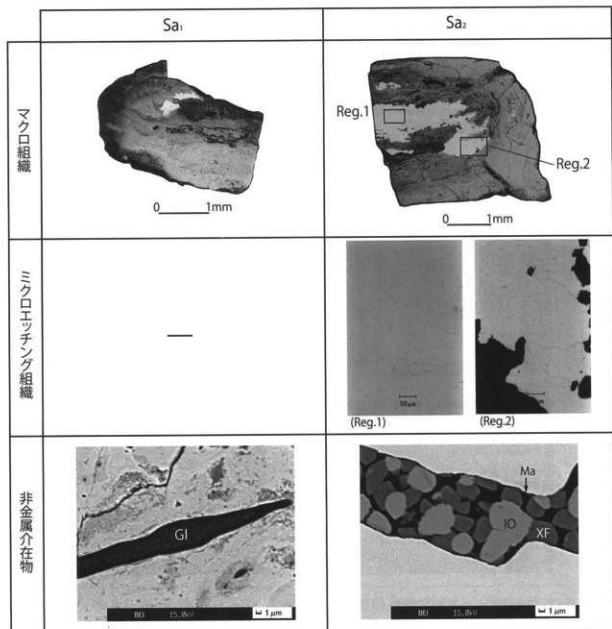 Sa1
Sa2
マクロ組織
Reg.1
Reg.2
0 1mm
0 1mm
ミクロエッチング組織
—
50μm
(Reg.1)
(Reg.2)
非金属介在物
Gl
BEI 15.0kV 1μm
Ma
IO
XF
BEI 15.0kV 1μm